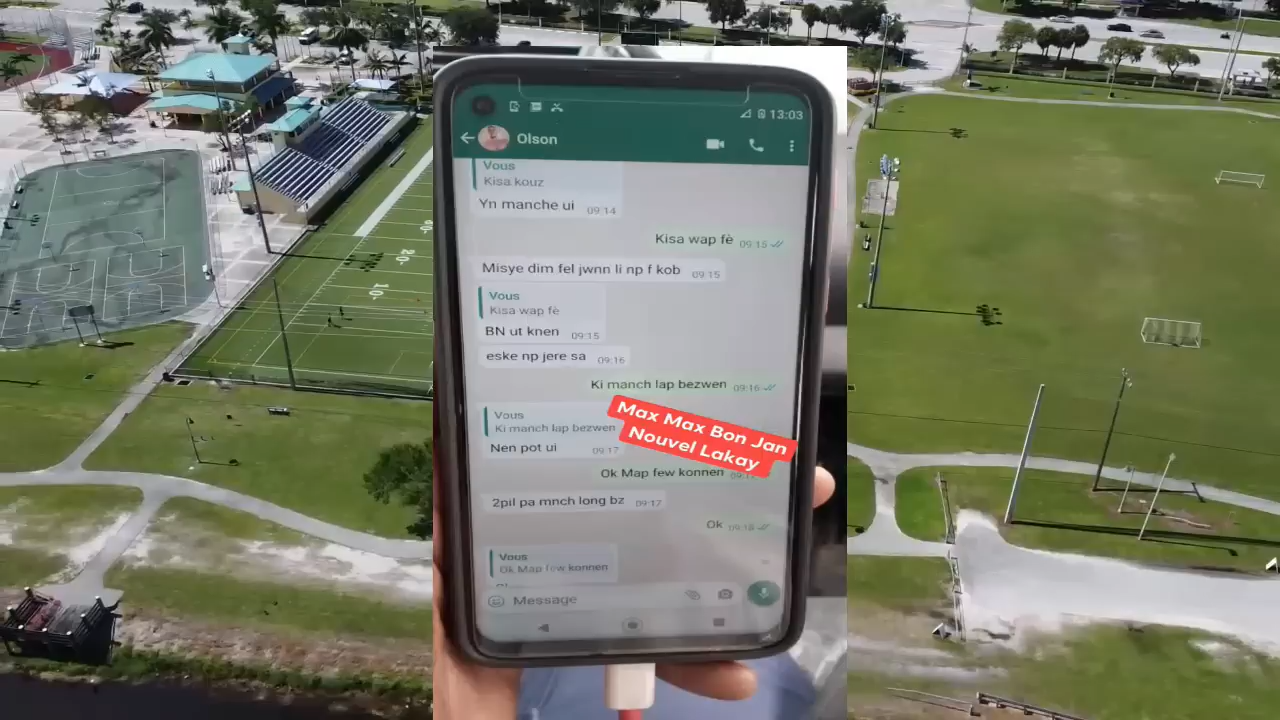 13:03
Olson
Vous
Kisa kouz
Yn manche ui 09:14
Kisa wap fè 09:15
Misye dim fel jwnn li np f kob 09:15
Vous
Kisa wap fè
BN ut knen 09:15
eske np jere sa 09:16
Ki manch lap bezwen 09:16
Vous
Ki manch lap bezwen
Nen pot ui 09:17
Max Max Bon Jan
Nouvel Lakay
Ok Map few konnen
2pil pa mnch long bz 09:17
Ok 09:18
Vous
Ok Map few konnen
Message
10
20